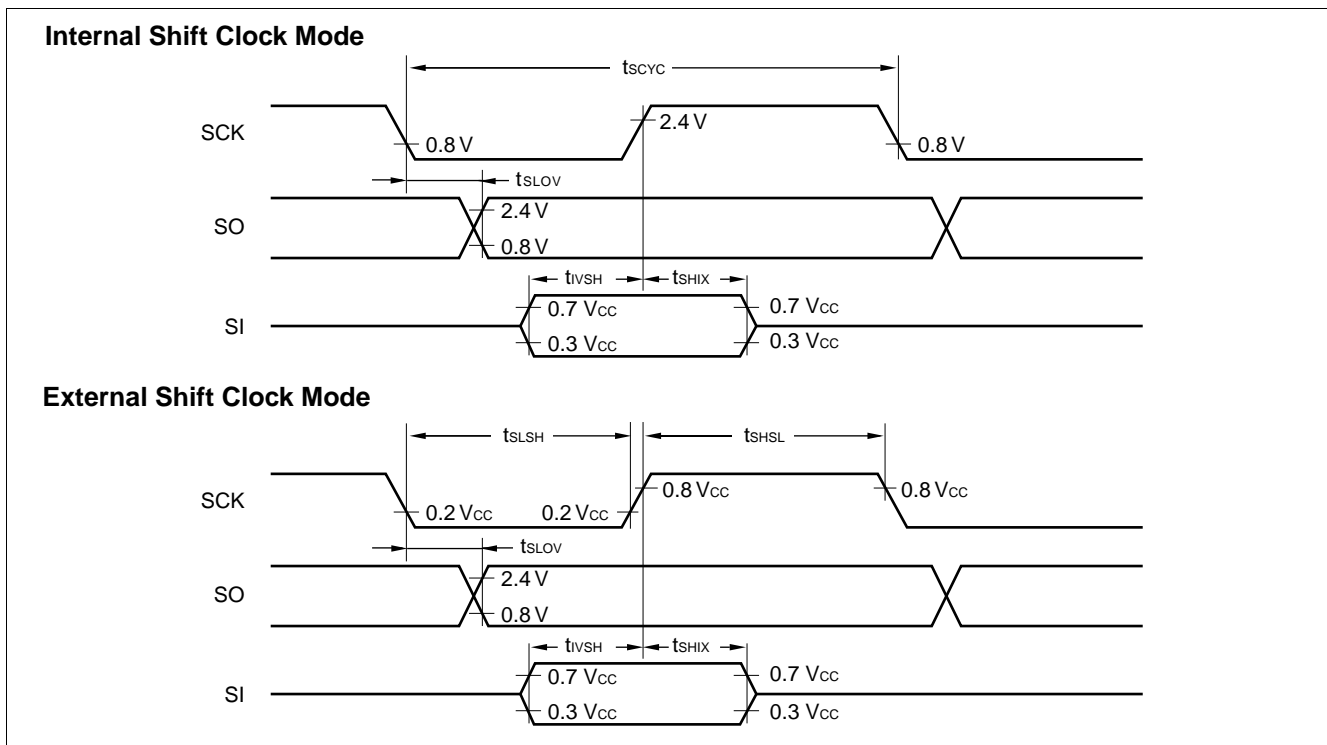 Internal Shift Clock Mode
tSCYC
SCK
0.8 V
2.4 V
0.8 V
tSLOV
SO
2.4 V
0.8 V
tIVSH
tSHIX
SI
0.7 VCC
0.7 VCC
0.3 VCC
0.3 VCC
External Shift Clock Mode
tSLSH
tSHSL
SCK
0.8 VCC
0.8 VCC
0.2 VCC
0.2 VCC
tSLOV
SO
2.4 V
0.8 V
tIVSH
tSHIX
SI
0.7 VCC
0.7 VCC
0.3 VCC
0.3 VCC